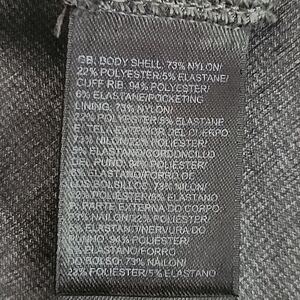 GB: BODY SHELL: 73% NYLON/
22% POLYESTER/5% ELASTANE/
CUFF RIB: 94% POLYESTER/
6% ELASTANE/POCKETING
LINING: 73% NYLON/
22% POLYESTER/5% ELASTANE
E: TELA EXTERIOR DEL CUERPO:
73% NAILON/22% POLIÉSTER/
5% ELASTANO/CORDONCILLO
DEL PUÑO: 94% POLIÉSTER/
6% ELASTANO/FORRO DE
LOS BOLSILLOS: 73% NAILON/
22% POLIÉSTER/5% ELASTANO
P: PARTE EXTERIOR DO CORPO:
73% NAILON/22% POLIÉSTER/
5% ELASTANO/NERVURA DO
PUNHO: 94% POLIÉSTER/
6% ELASTANO/FORRO
DO BOLSO: 73% NAILON/
22% POLIÉSTER/5% ELASTANO